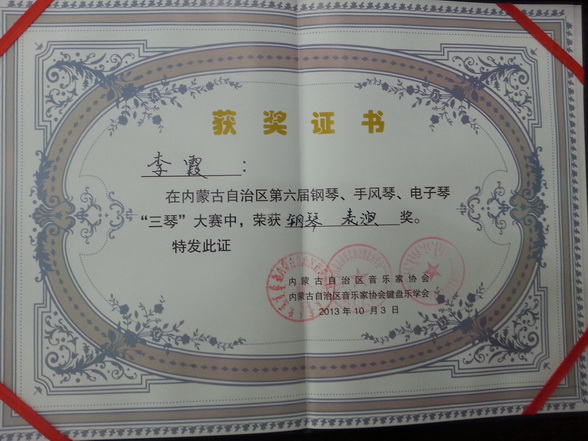 获奖证书
李霞：
在内蒙古自治区第六届钢琴、手风琴、电子琴
“三琴”大赛中，荣获钢琴表演奖。
特发此证
内蒙古自治区音乐家协会
内蒙古自治区音乐家协会键盘乐学会
2013年10月3日